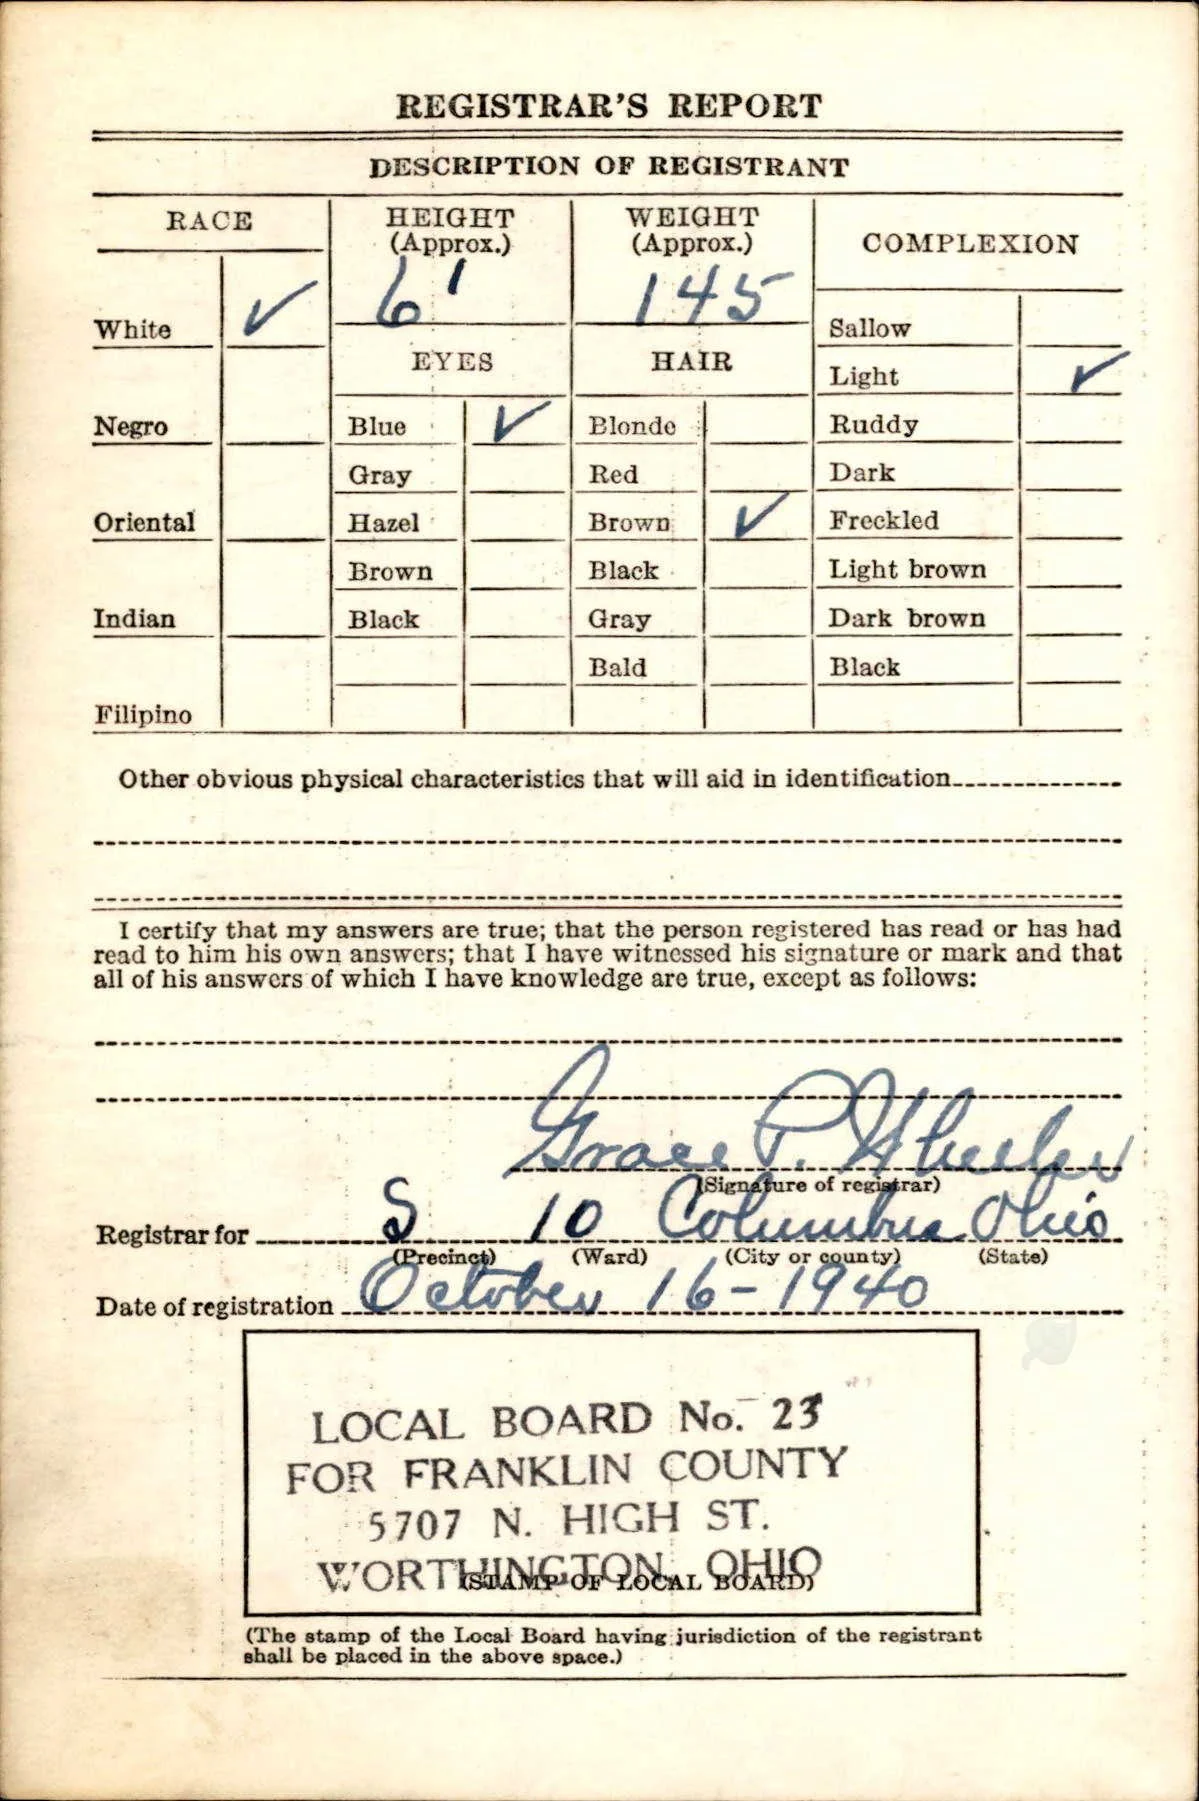 REGISTRAR'S REPORT
DESCRIPTION OF REGISTRANT
RACE
HEIGHT
(Approx.)
WEIGHT
(Approx.)
COMPLEXION
White ✓
6'
145
Sallow
EYES
HAIR
Light ✓
Negro
Blue ✓
Blonde
Ruddy
Gray
Red
Dark
Oriental
Hazel
Brown ✓
Freckled
Brown
Black
Light brown
Indian
Black
Gray
Dark brown
Bald
Black
Filipino
Other obvious physical characteristics that will aid in identification
I certify that my answers are true; that the person registered has read or has had
read to him his own answers; that I have witnessed his signature or mark and that
all of his answers of which I have knowledge are true, except as follows:
Grace P. Wheeler
(Signature of registrar)
Registrar for S 10 Columbus Ohio
(Precinct) (Ward) (City or county) (State)
Date of registration October 16-1940
LOCAL BOARD No. 23
FOR FRANKLIN COUNTY
5707 N. HIGH ST.
WORTHINGTON, OHIO
(STAMP OF LOCAL BOARD)
(The stamp of the Local Board having jurisdiction of the registrant
shall be placed in the above space.)